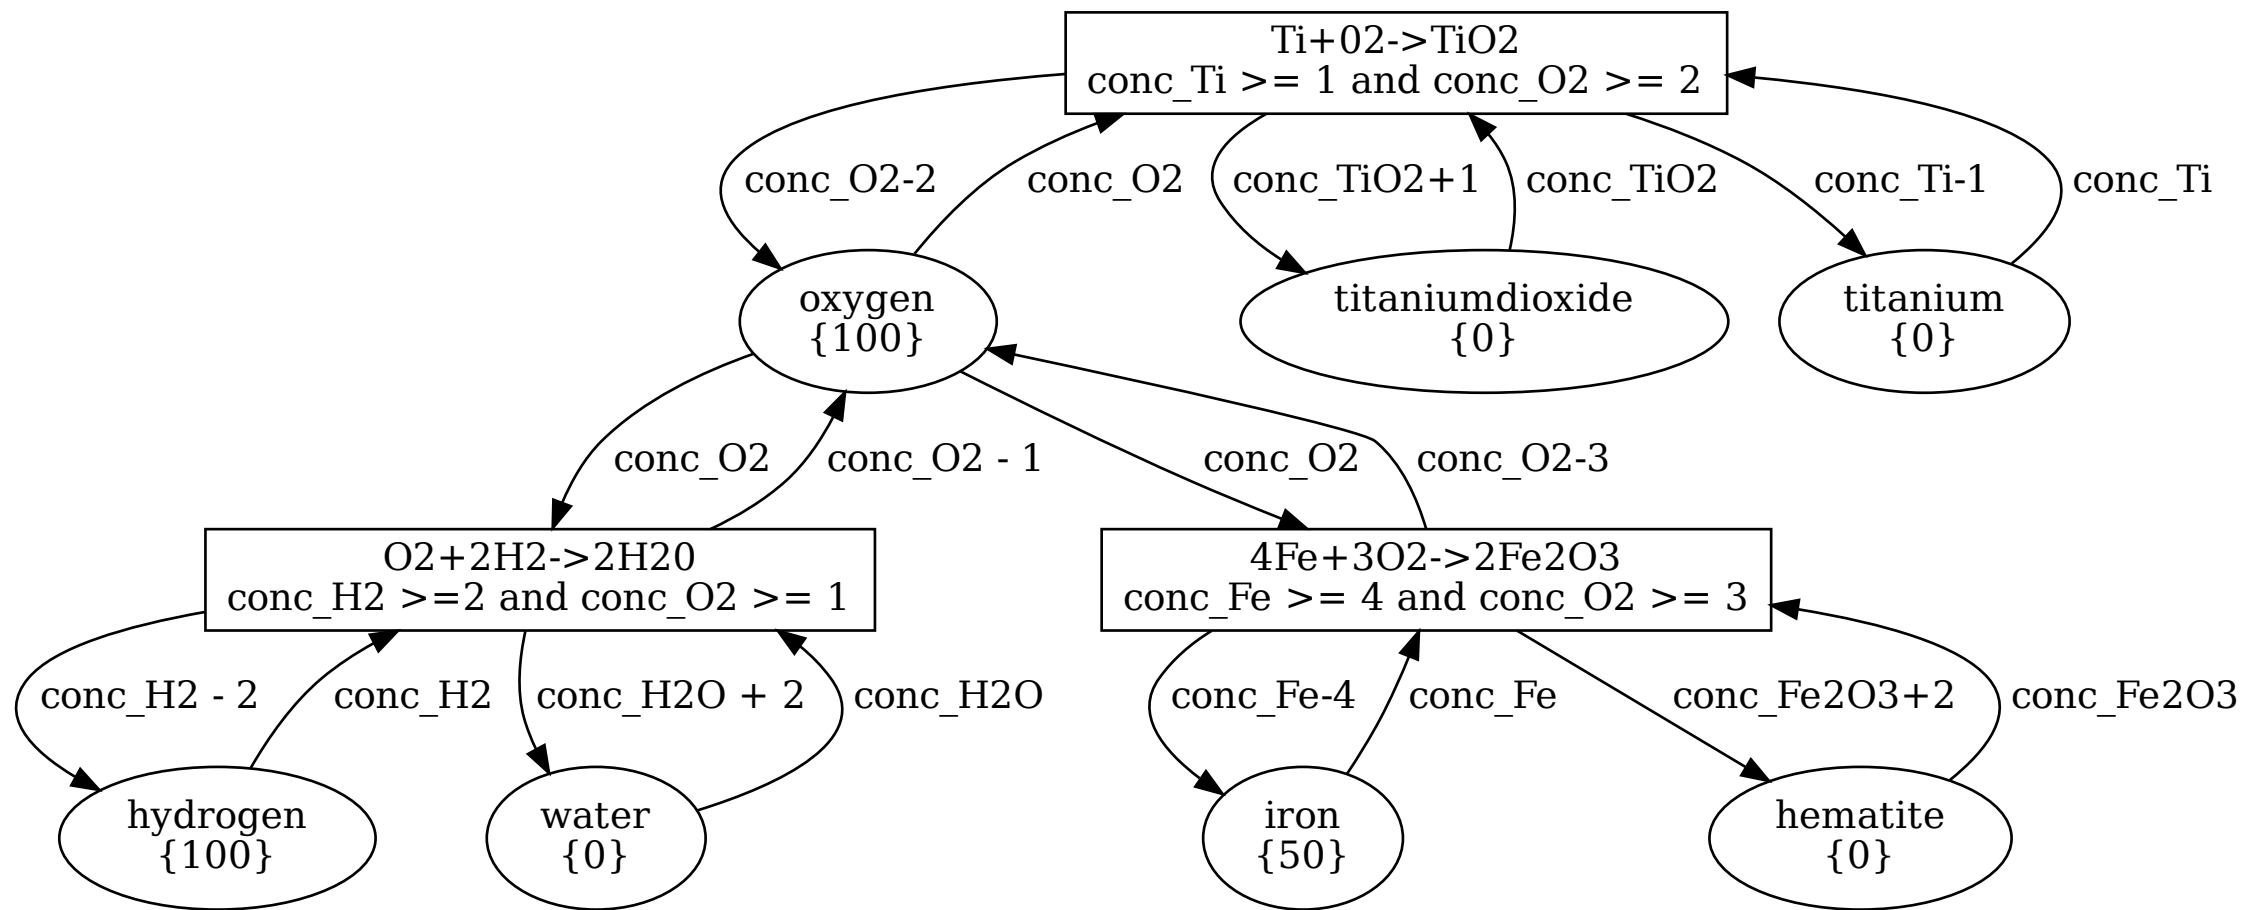 Ti+02->TiO2
conc_Ti >= 1 and conc_O2 >= 2
conc_O2-2
conc_O2
conc_TiO2+1
conc_TiO2
conc_Ti-1
conc_Ti
oxygen
{100}
titaniumdioxide
{0}
titanium
{0}
conc_O2
conc_O2 - 1
conc_O2
conc_O2-3
O2+2H2->2H20
conc_H2 >=2 and conc_O2 >= 1
4Fe+3O2->2Fe2O3
conc_Fe >= 4 and conc_O2 >= 3
conc_H2 - 2
conc_H2
conc_H2O + 2
conc_H2O
conc_Fe-4
conc_Fe
conc_Fe2O3+2
conc_Fe2O3
hydrogen
{100}
water
{0}
iron
{50}
hematite
{0}